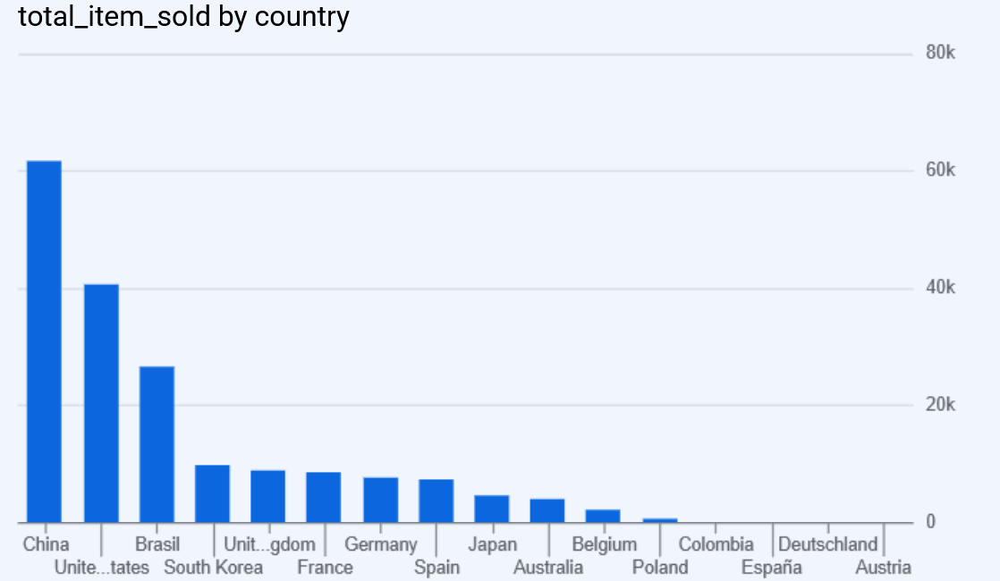 total_item_sold by country
80k
60k
40k
20k
0
China
Unite...tates
Brasil
South Korea
Unit...gdom
France
Germany
Spain
Japan
Australia
Belgium
Poland
Colombia
España
Deutschland
Austria